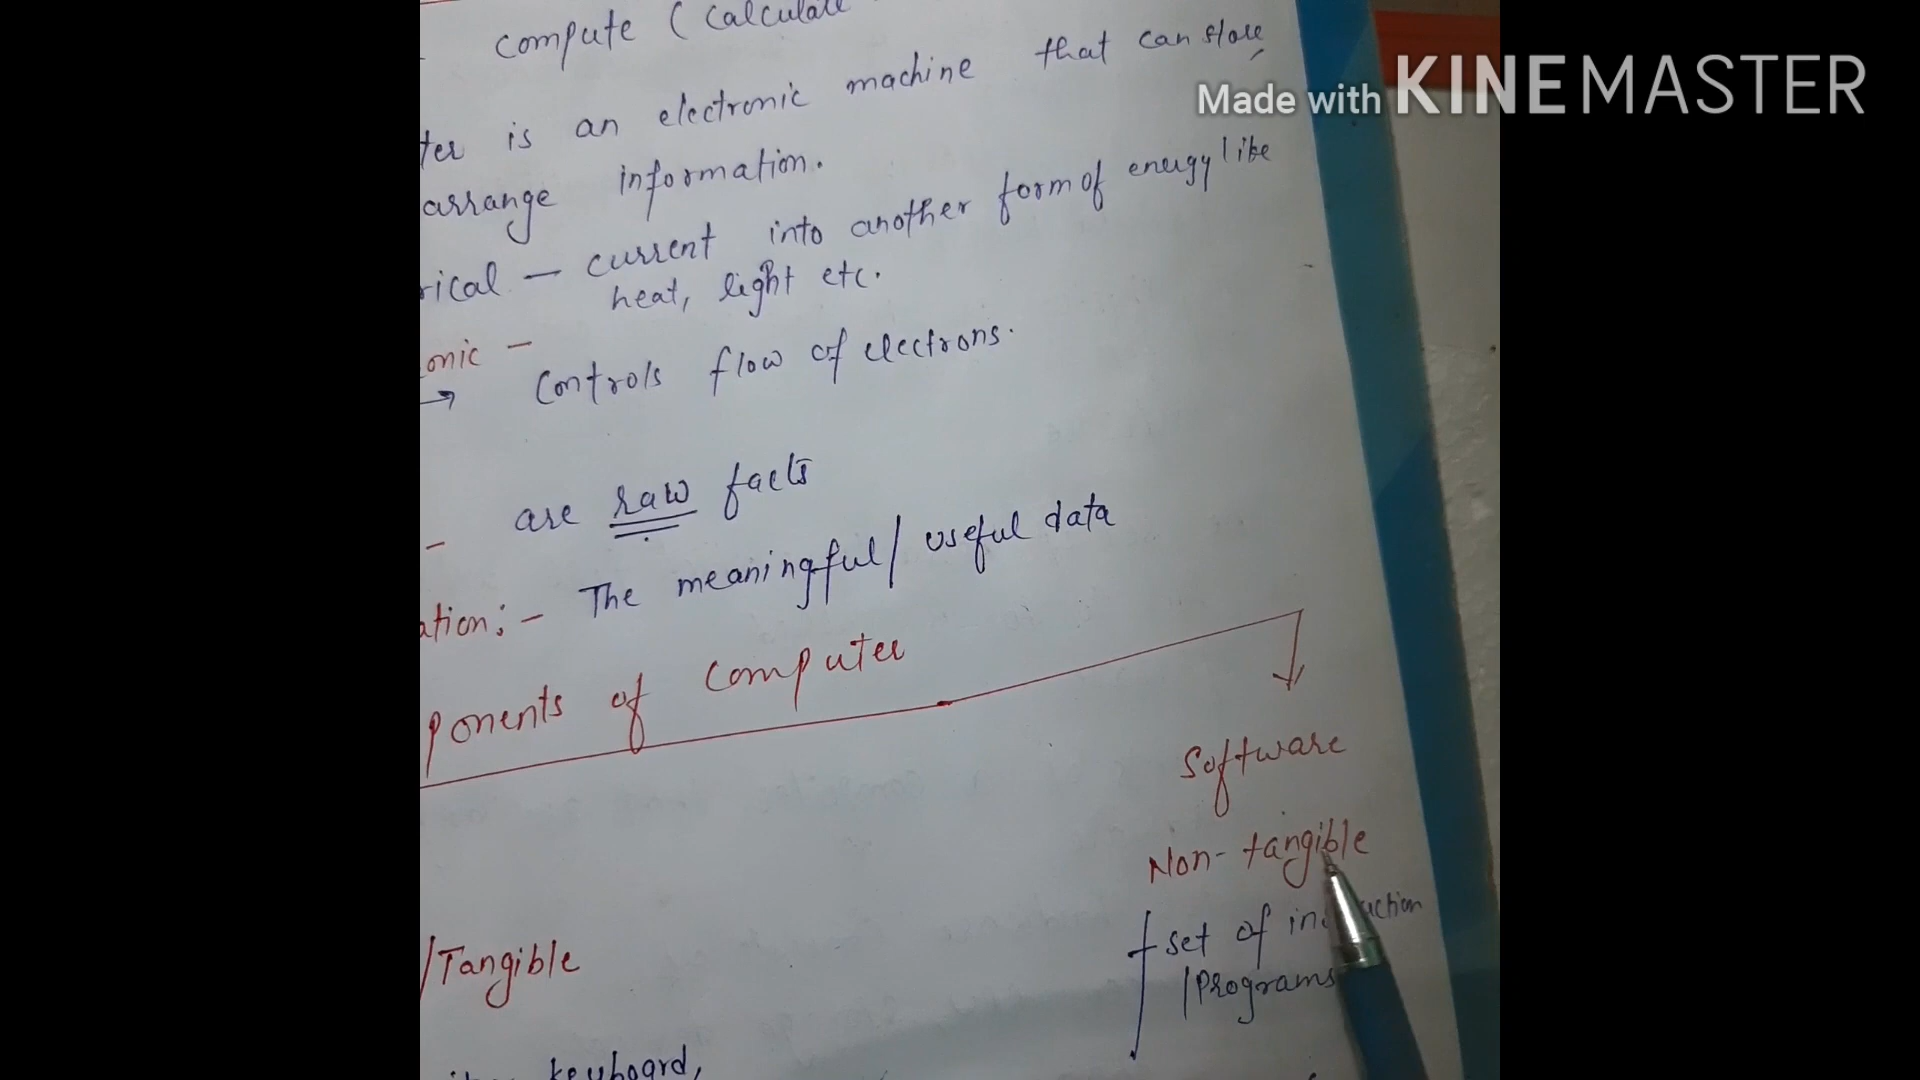 compute (Calculate
that can store
ter is an electronic machine
arrange information.
rical - current into another form of energy like
heat, light etc.
onic -
→ Controls flow of electrons.
- are raw facts
ation:- The meaningful/ useful data
ponents of Computer
Software
Non-tangible
/Tangible
set of in uction
/Programs
keyboard,
Made with KINEMASTER